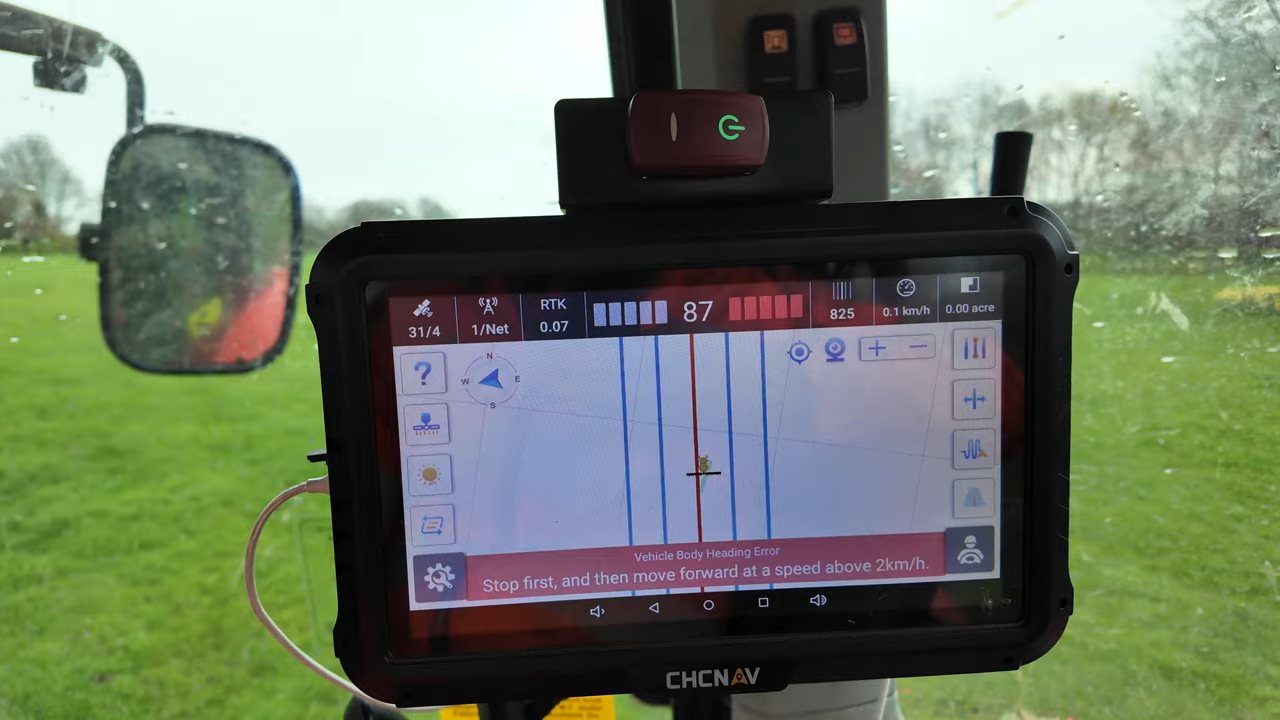 31/4
1/Net
RTK
0.07
87
825
0.1 km/h
0.00 acre
?
N
W E
S
Vehicle Body Heading Error
Stop first, and then move forward at a speed above 2km/h.
CHCNAV